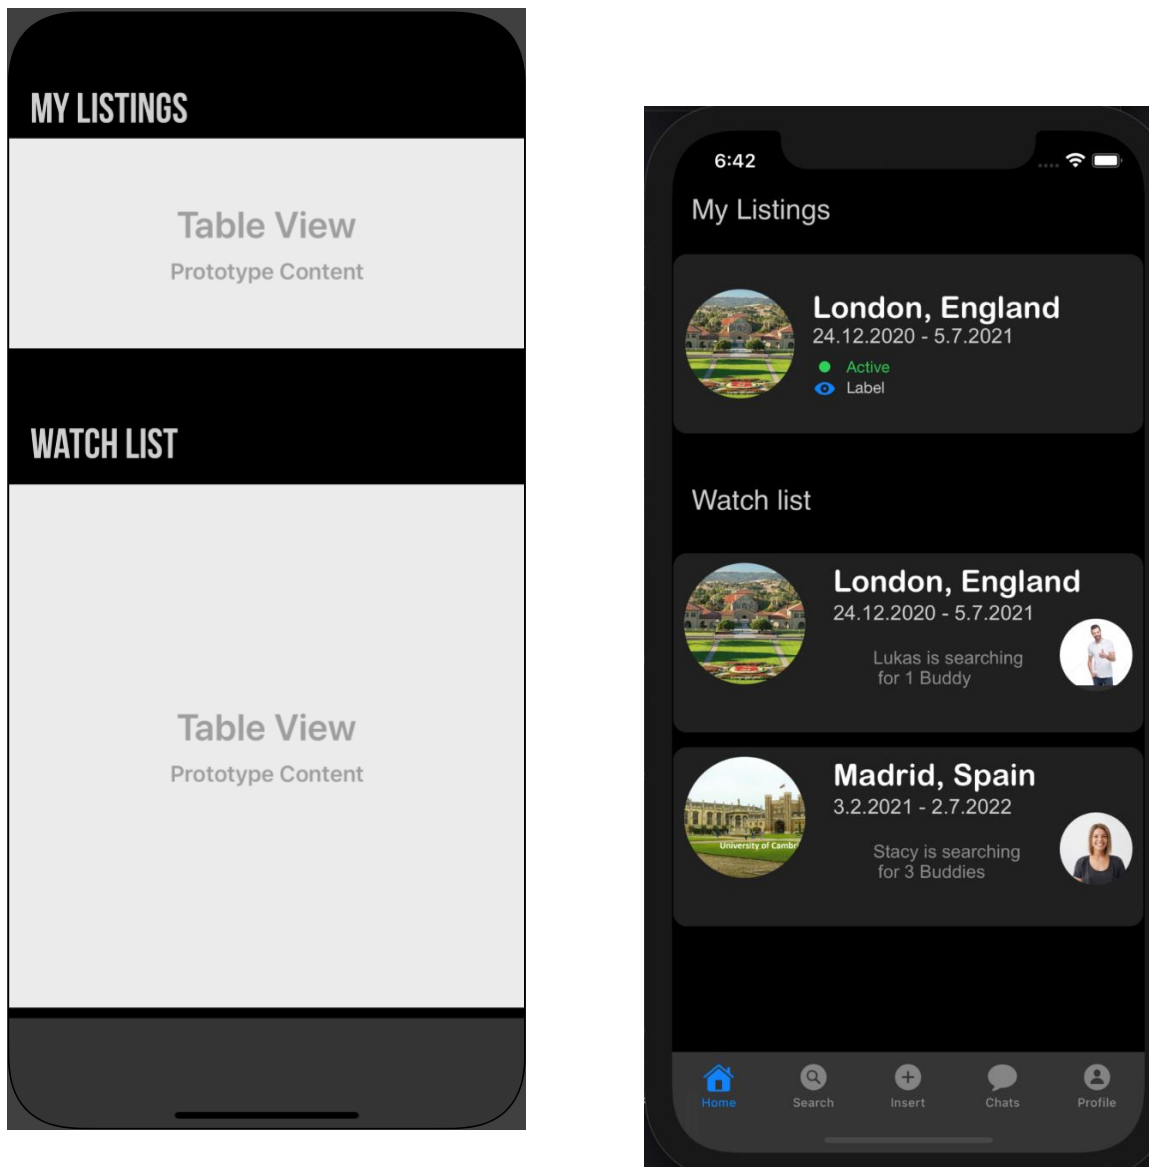 MY LISTINGS
Table View
Prototype Content
WATCH LIST
Table View
Prototype Content
6:42
My Listings
London, England
24.12.2020 - 5.7.2021
Active
Label
Watch list
London, England
24.12.2020 - 5.7.2021
Lukas is searching
for 1 Buddy
Madrid, Spain
3.2.2021 - 2.7.2022
University of Cambr
Stacy is searching
for 3 Buddies
Home Search Insert Chats Profile